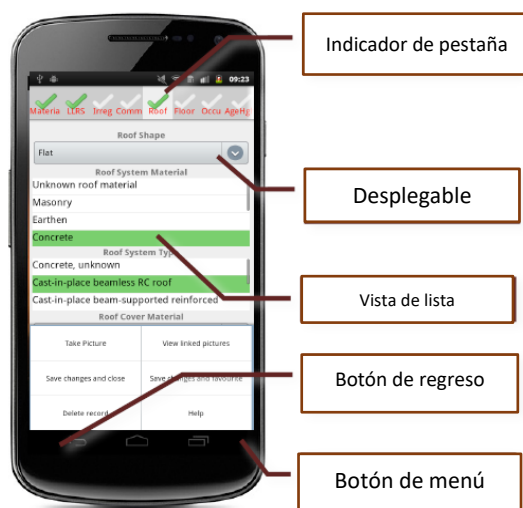 Indicador de pestaña
09:23
Materia LLRS Irreg Comm Roof Floor Occu AgeHg
Roof Shape
Flat
Desplegable
Roof System Material
Unknown roof material
Masonry
Earthen
Concrete
Roof System Typ
Concrete, unknown
Cast-in-place beamless RC roof
Cast-in-place beam-supported reinforced
Vista de lista
Roof Cover Material
Take Picture
View linked pictures
Save changes and close
Save changes and favourite
Botón de regreso
Delete record
Help
Botón de menú